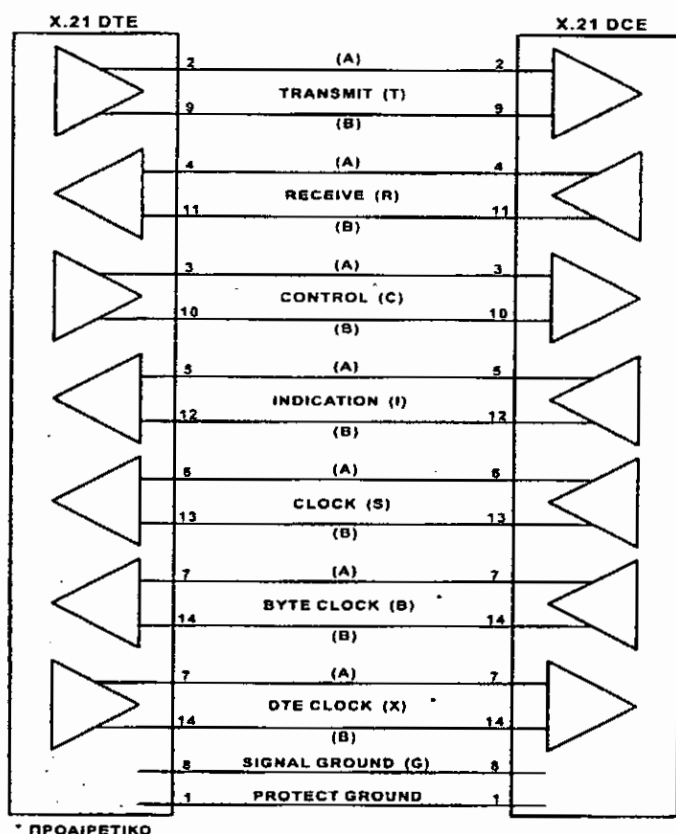 X.21 DTE X.21 DCE
2 (A) 2
TRANSMIT (T)
9 (B) 9
4 (A) 4
RECEIVE (R)
11 (B) 11
3 (A) 3
CONTROL (C)
10 (B) 10
5 (A) 5
INDICATION (I)
12 (B) 12
6 (A) 6
CLOCK (S)
13 (B) 13
7 (A) 7
BYTE CLOCK (B) *
14 (B) 14
7 (A) 7
DTE CLOCK (X) *
14 (B) 14
8 SIGNAL GROUND (G) 8
1 PROTECT GROUND 1
* ΠΡΟΑΙΡΕΤΙΚΟ